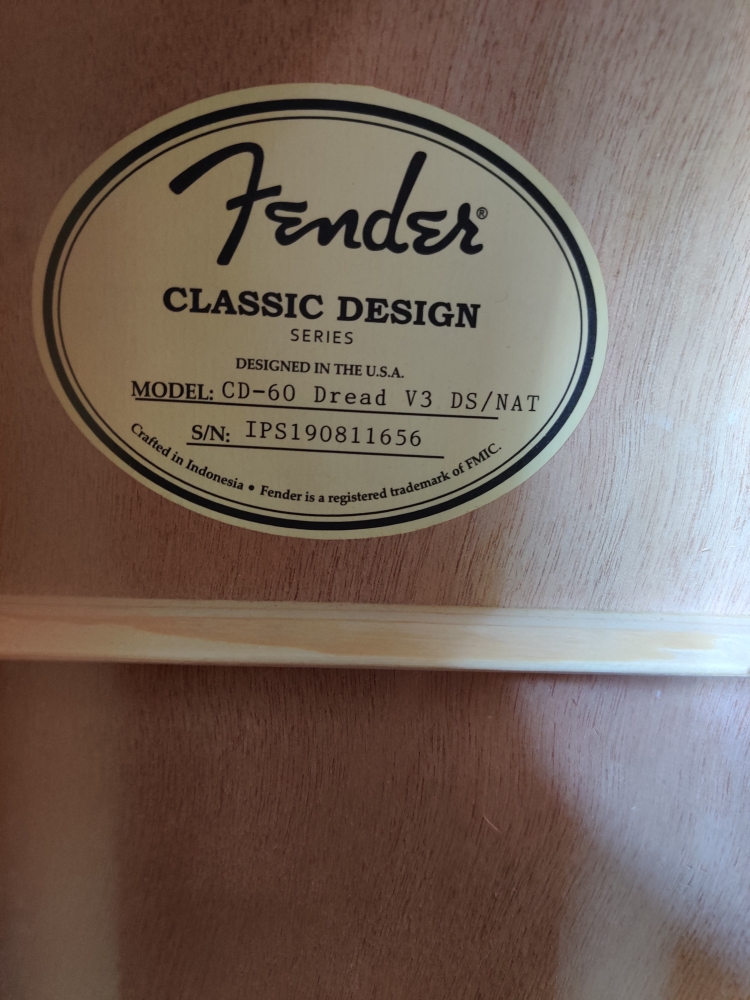 Fender®
CLASSIC DESIGN
SERIES
DESIGNED IN THE U.S.A.
MODEL: CD-60 Dread V3 DS/NAT
S/N: IPS190811656
Crafted in Indonesia • Fender is a registered trademark of FMIC.